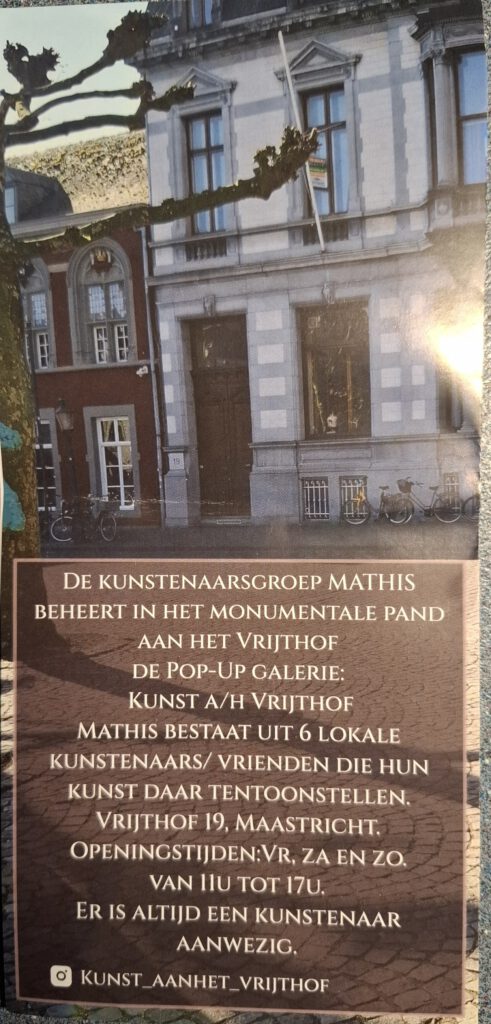 19
De kunstenaarsgroep MATHIS
beheert in het monumentale pand
aan het Vrijthof
de Pop-Up galerie:
Kunst a/h Vrijthof
Mathis bestaat uit 6 lokale
kunstenaars/ vrienden die hun
kunst daar tentoonstellen.
Vrijthof 19, Maastricht.
Openingstijden:Vr, za en zo.
van 11u tot 17u.
Er is altijd een kunstenaar
aanwezig.
Kunst_aanhet_vrijthof